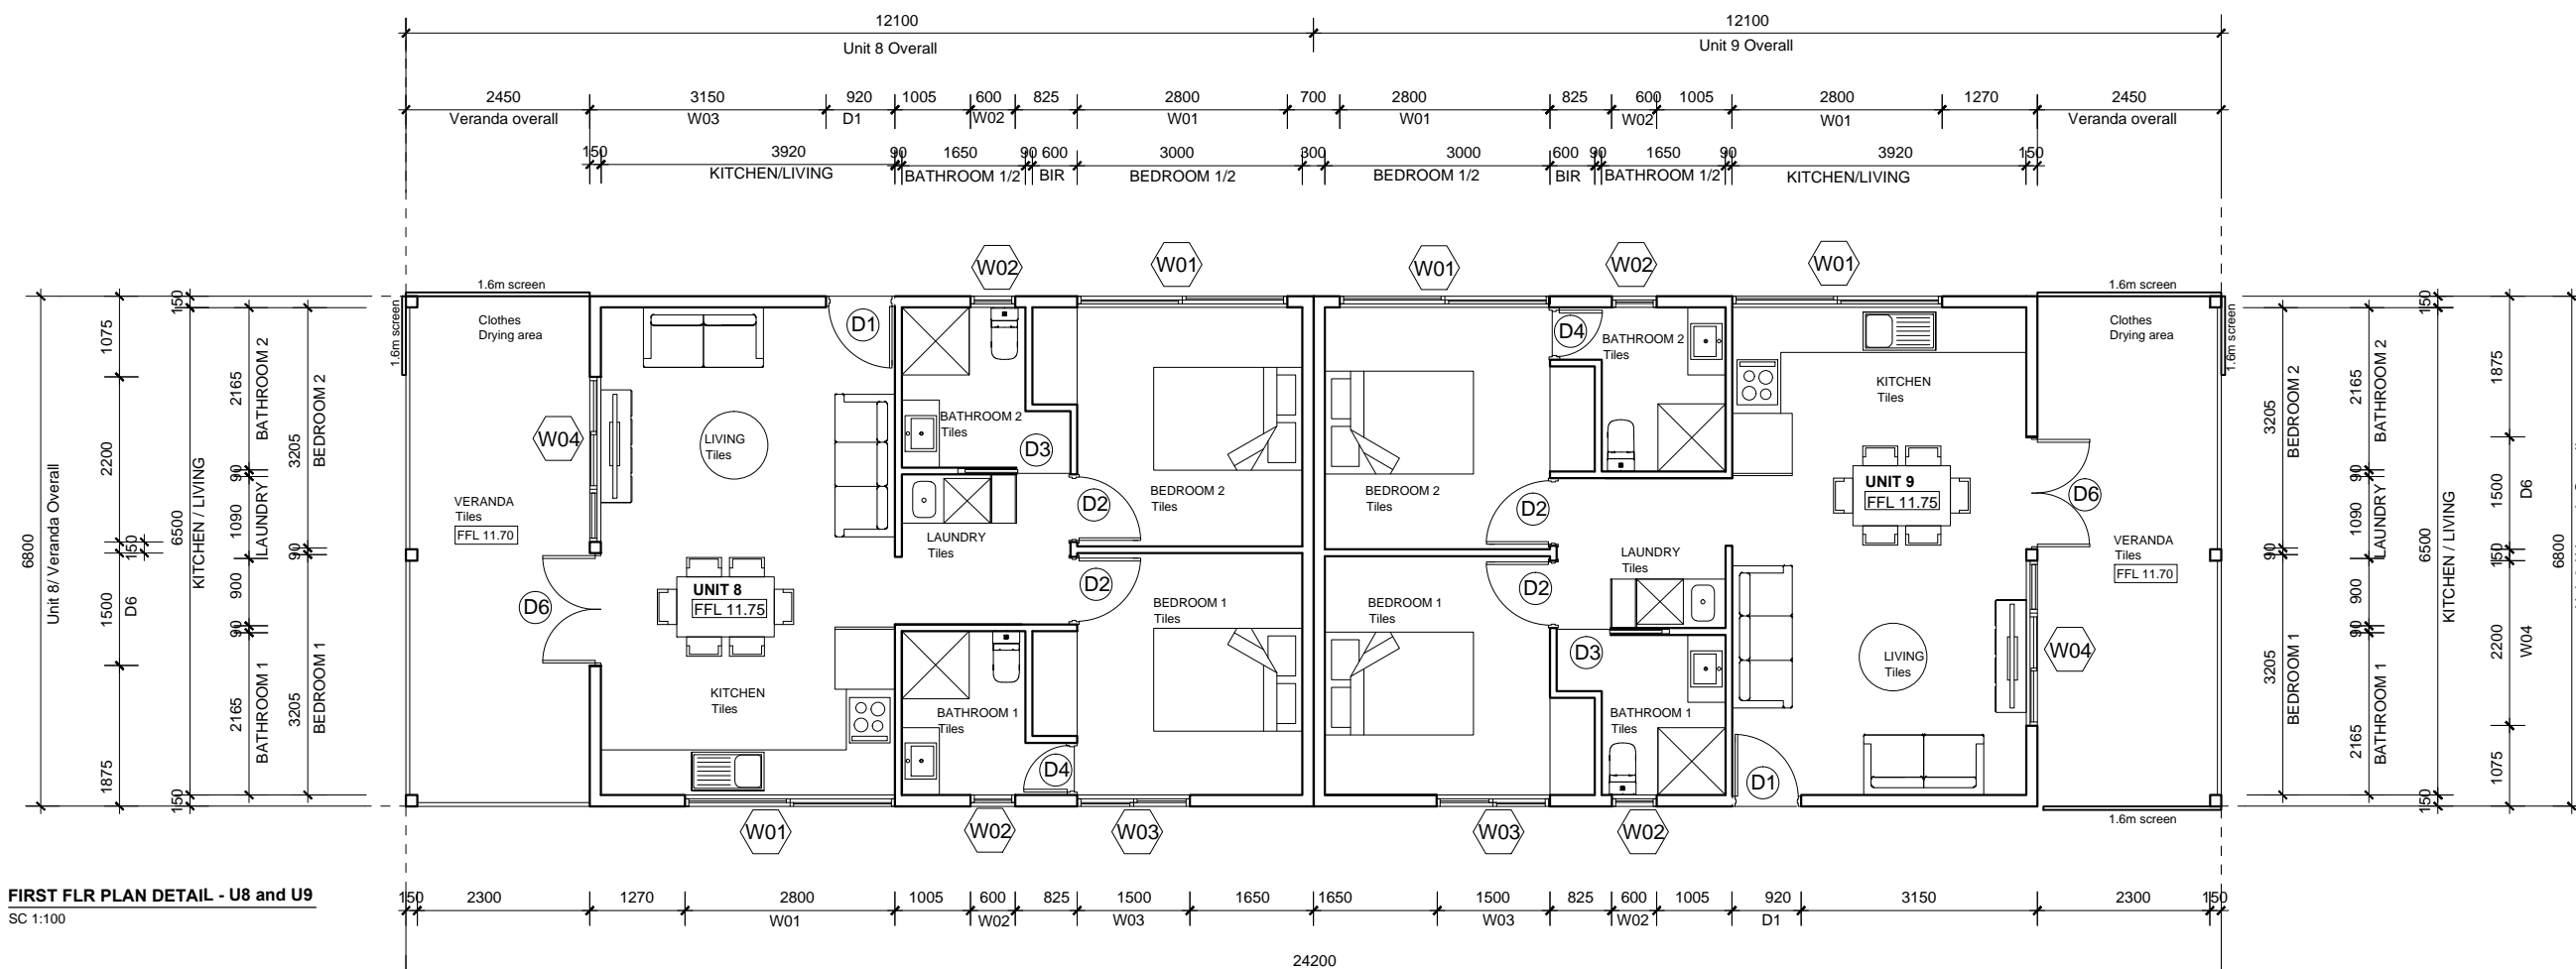 12100 12100
Unit 8 Overall Unit 9 Overall
2450 3150 920 1005 600 825 2800 700 2800 825 600 1005 2800 1270 2450
Veranda overall W03 D1 W02 W01 W01 W02 W01 Veranda overall
150 3920 90 1650 90 600 3000 300 3000 600 90 1650 90 3920 150
KITCHEN/LIVING BATHROOM 1/2 BIR BEDROOM 1/2 BEDROOM 1/2 BIR BATHROOM 1/2 KITCHEN/LIVING
W02 W01 W01 W02 W01
1.6m screen 1.6m screen
1.6m screen
1.6m screen
Clothes
Drying area
D1
D4
BATHROOM 2
Tiles
Clothes
Drying area
KITCHEN
Tiles
W04
LIVING
Tiles
BATHROOM 2
Tiles
D3
VERANDA
Tiles
FFL 11.70
BEDROOM 2
Tiles
D2
BEDROOM 2
Tiles
D2
UNIT 9
FFL 11.75
D6
LAUNDRY
Tiles
LAUNDRY
Tiles
VERANDA
Tiles
FFL 11.70
D6
UNIT 8
FFL 11.75
D2
BEDROOM 1
Tiles
BEDROOM 1
Tiles
D2
D3
LIVING
Tiles
W04
KITCHEN
Tiles
BATHROOM 1
Tiles
D4
BATHROOM 1
Tiles
D1
1.6m screen
W01 W02 W03 W03 W02
6800
Unit 8/ Veranda Overall
1075 2200 150 1500 1875
D6
150 6500 150
KITCHEN / LIVING
2165 90 1090 900 90 2165
BATHROOM 2 LAUNDRY BATHROOM 1
3205 90 3205
BEDROOM 2 BEDROOM 1
3205 90 3205
BEDROOM 2 BEDROOM 1
2165 90 1090 900 90 2165
BATHROOM 2 LAUNDRY BATHROOM 1
150 6500 150
KITCHEN / LIVING
1875 1500 150 2200 1075
D6 W04
6800
FIRST FLR PLAN DETAIL - U8 and U9
SC 1:100
150 2300 1270 2800 1005 600 825 1500 1650 1650 1500 825 600 1005 920 3150 2300 150
W01 W02 W03 W03 W02 D1
24200